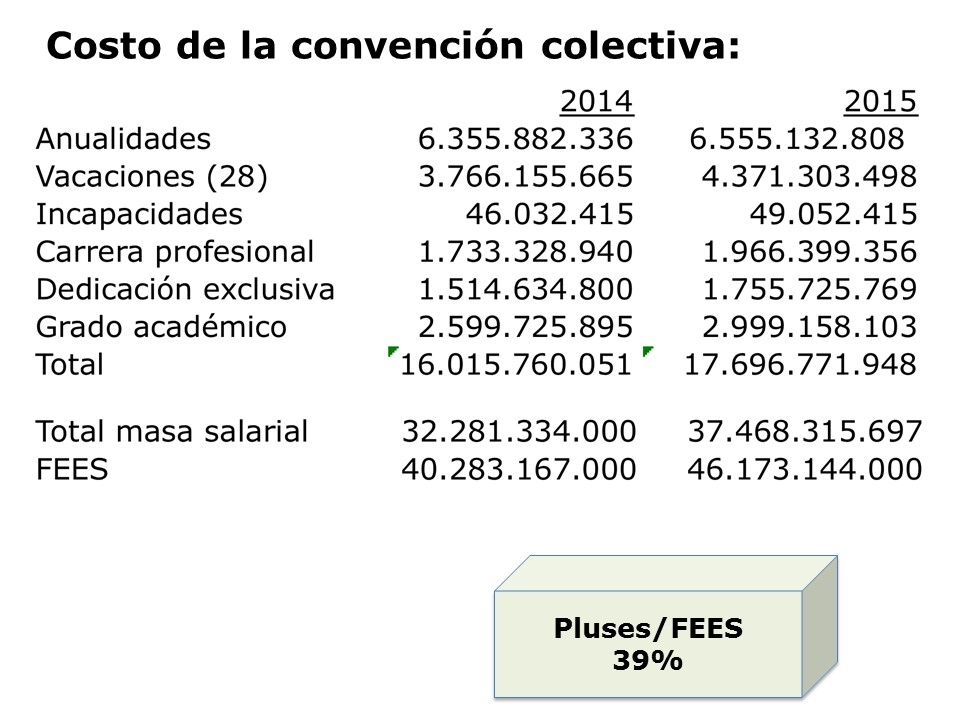 Costo de la convención colectiva:
2014 2015
Anualidades 6.355.882.336 6.555.132.808
Vacaciones (28) 3.766.155.665 4.371.303.498
Incapacidades 46.032.415 49.052.415
Carrera profesional 1.733.328.940 1.966.399.356
Dedicación exclusiva 1.514.634.800 1.755.725.769
Grado académico 2.599.725.895 2.999.158.103
Total 16.015.760.051 17.696.771.948
Total masa salarial 32.281.334.000 37.468.315.697
FEES 40.283.167.000 46.173.144.000
Pluses/FEES
39%